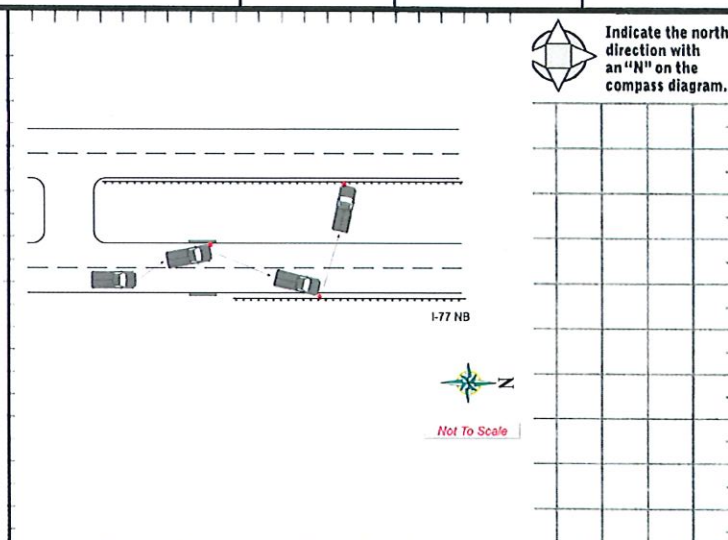 Indicate the north
direction with
an "N" on the
compass diagram.
I-77 NB
N
Not To Scale